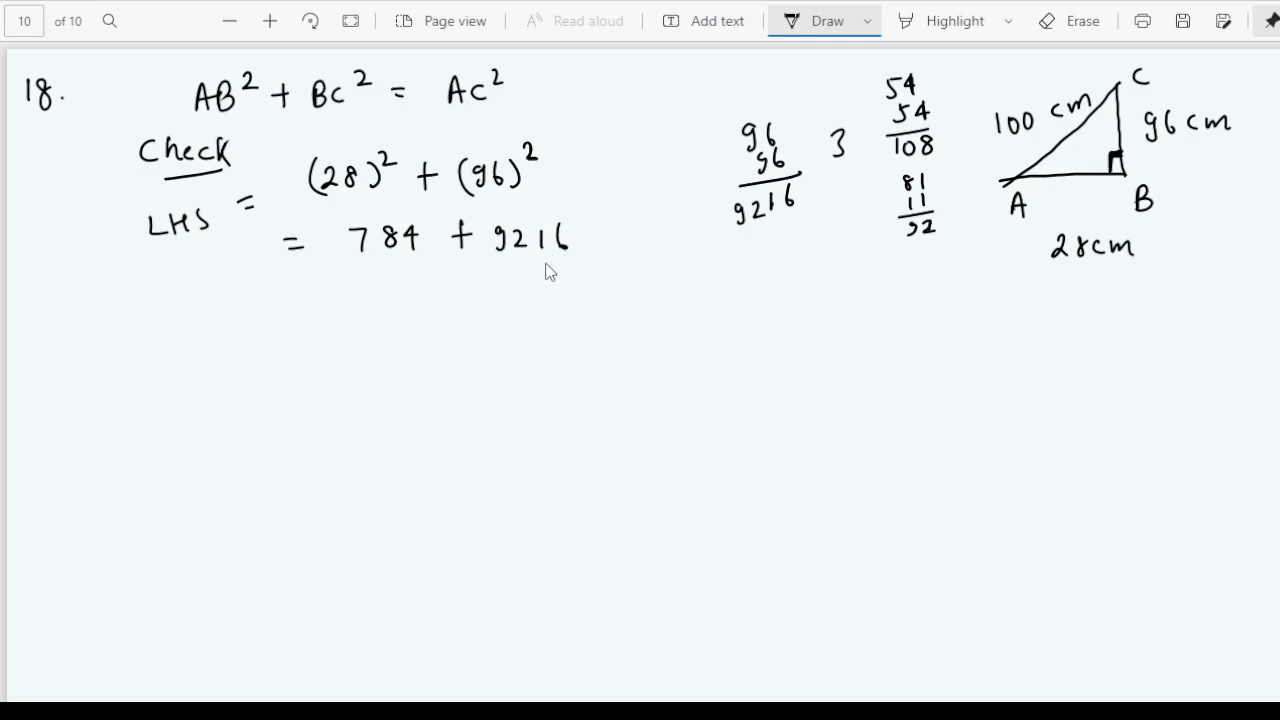 10 of 10 Page view Read aloud Add text Draw Highlight Erase
18. AB² + BC² = AC²
Check
LHS = (28)² + (96)²
= 784 + 9216
96
96
9216
3
54
54
108
81
11
92
C
100 cm
96 cm
A
B
28cm